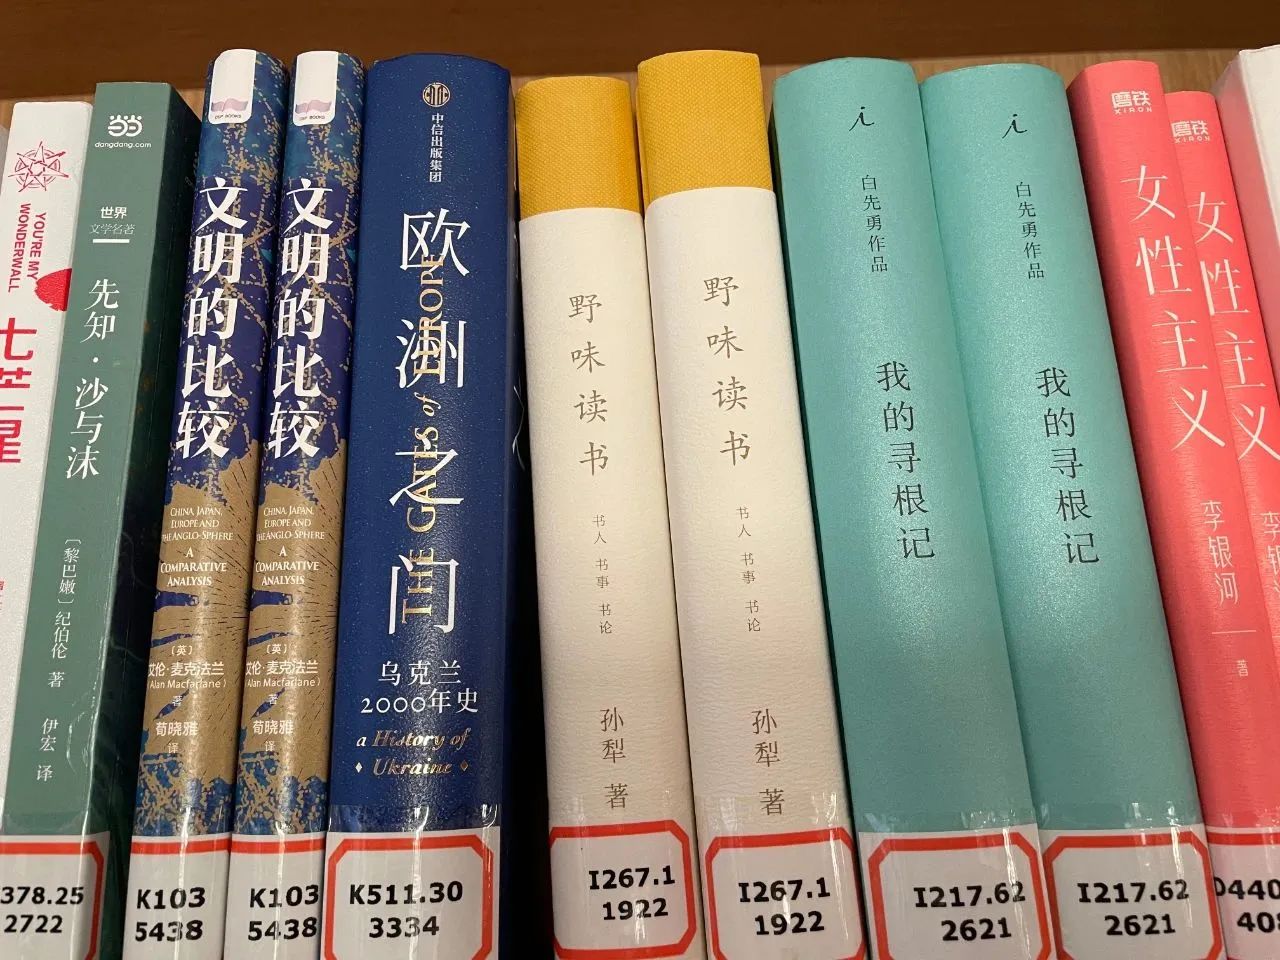 YOU'RE MY
WONDERWALL
七芒星
378.25
2722
当当
dangdang.com
世界
文学名著
先知·沙与沫
〔黎巴嫩〕纪伯伦 著
伊宏 译
文明的比较
CHINA, JAPAN,
EUROPE AND
THE ANGLO-SPHERE
A
COMPARATIVE
ANALYSIS
(英)
艾伦·麦克法兰
(Alan Macfarlane)
著
荀晓雅
译
K103
5438
文明的比较
CHINA, JAPAN,
EUROPE AND
THE ANGLO-SPHERE
A
COMPARATIVE
ANALYSIS
(英)
艾伦·麦克法兰
(Alan Macfarlane)
著
荀晓雅
译
K103
5438
中信出版集团
欧洲之门
THE GATES of EUROPE
乌克兰
2000年史
a History of
Ukraine
K511.30
3334
野味读书
书人 书事 书论
孙犁 著
I267.1
1922
野味读书
书人 书事 书论
孙犁 著
I267.1
1922
白先勇作品
我的寻根记
I217.62
2621
白先勇作品
我的寻根记
I217.62
2621
磨铁
XIRON
女性主义
李银河 著
磨铁
XIRON
女性主义
李银
D440
408